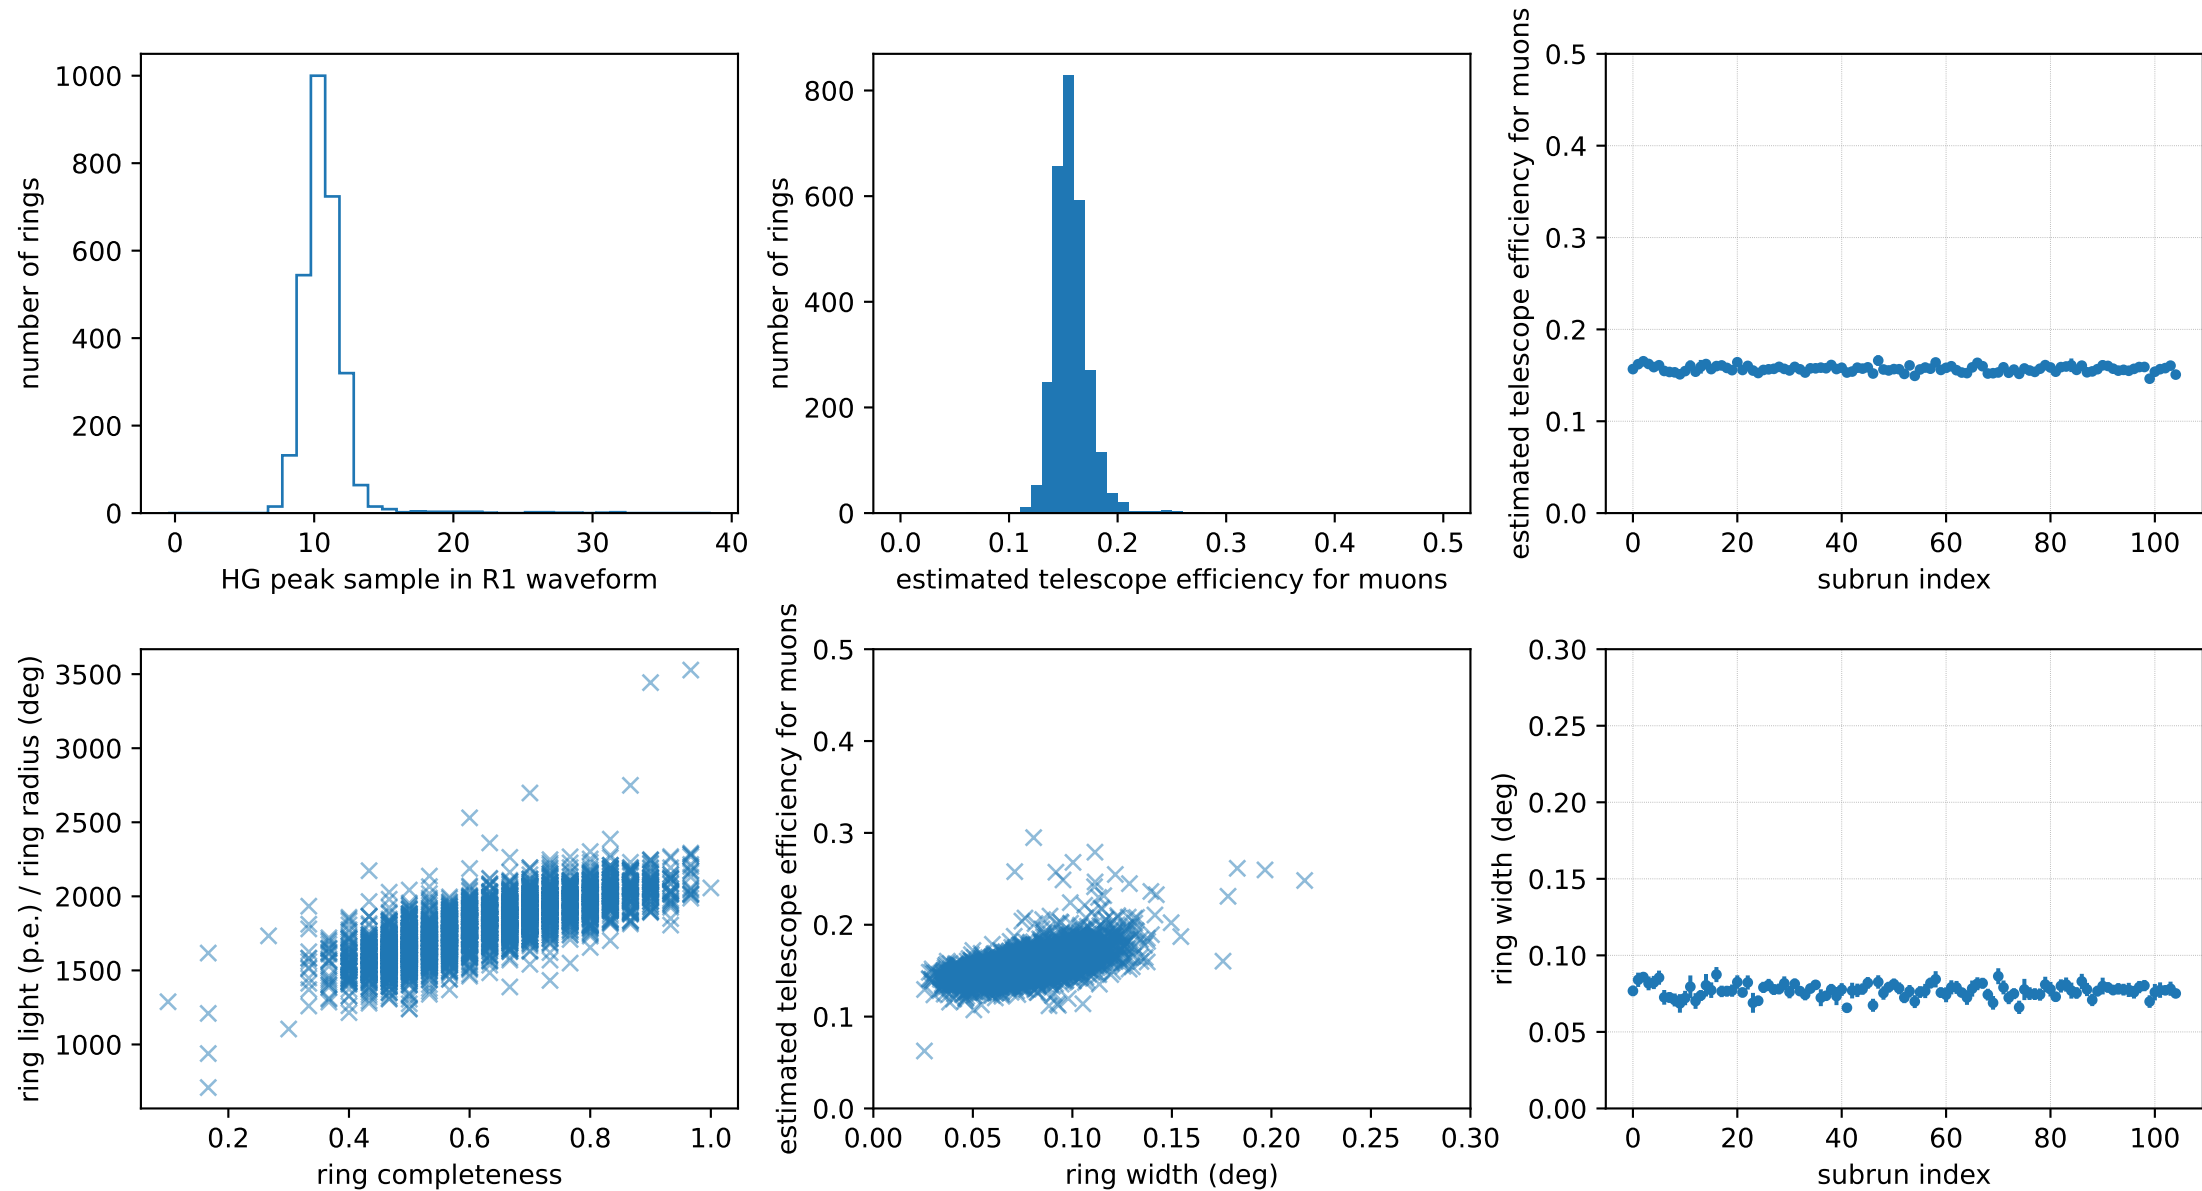 number of rings
1000
800
600
400
200
0
0 10 20 30 40
HG peak sample in R1 waveform
number of rings
800
600
400
200
0
0.0 0.1 0.2 0.3 0.4 0.5
estimated telescope efficiency for muons
estimated telescope efficiency for muons
0.5
0.4
0.3
0.2
0.1
0.0
0 20 40 60 80 100
subrun index
ring light (p.e.) / ring radius (deg)
3500
3000
2500
2000
1500
1000
0.2 0.4 0.6 0.8 1.0
ring completeness
estimated telescope efficiency for muons
0.5
0.4
0.3
0.2
0.1
0.0
0.00 0.05 0.10 0.15 0.20 0.25 0.30
ring width (deg)
ring width (deg)
0.30
0.25
0.20
0.15
0.10
0.05
0.00
0 20 40 60 80 100
subrun index